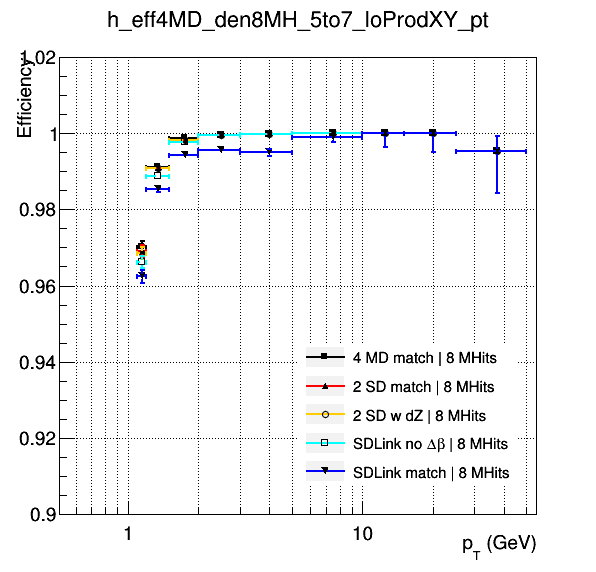 h_eff4MD_den8MH_5to7_loProdXY_pt
Efficiency
1.02
1
0.98
0.96
0.94
0.92
0.9
4 MD match | 8 MHits
2 SD match | 8 MHits
2 SD w dZ | 8 MHits
SDLink no Δβ | 8 MHits
SDLink match | 8 MHits
1
10
p_T (GeV)